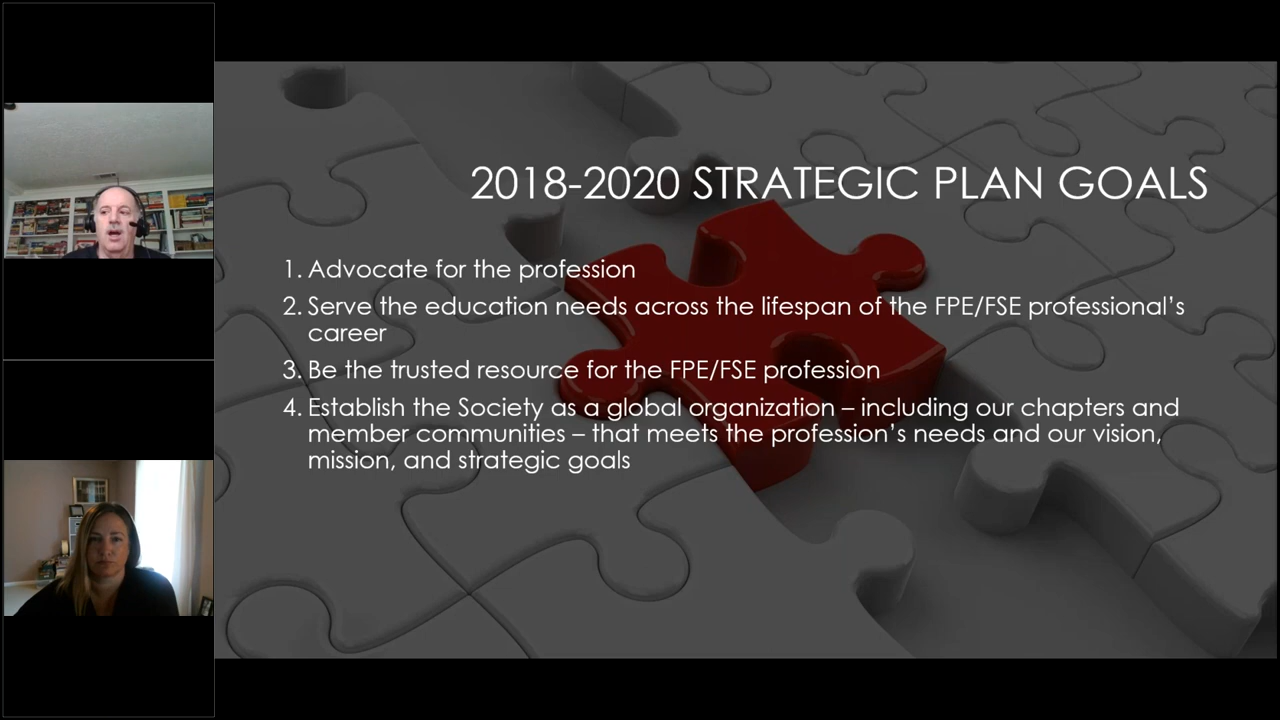 2018-2020 STRATEGIC PLAN GOALS
1. Advocate for the profession
2. Serve the education needs across the lifespan of the FPE/FSE professional's
career
3. Be the trusted resource for the FPE/FSE profession
4. Establish the Society as a global organization – including our chapters and
member communities – that meets the profession's needs and our vision,
mission, and strategic goals